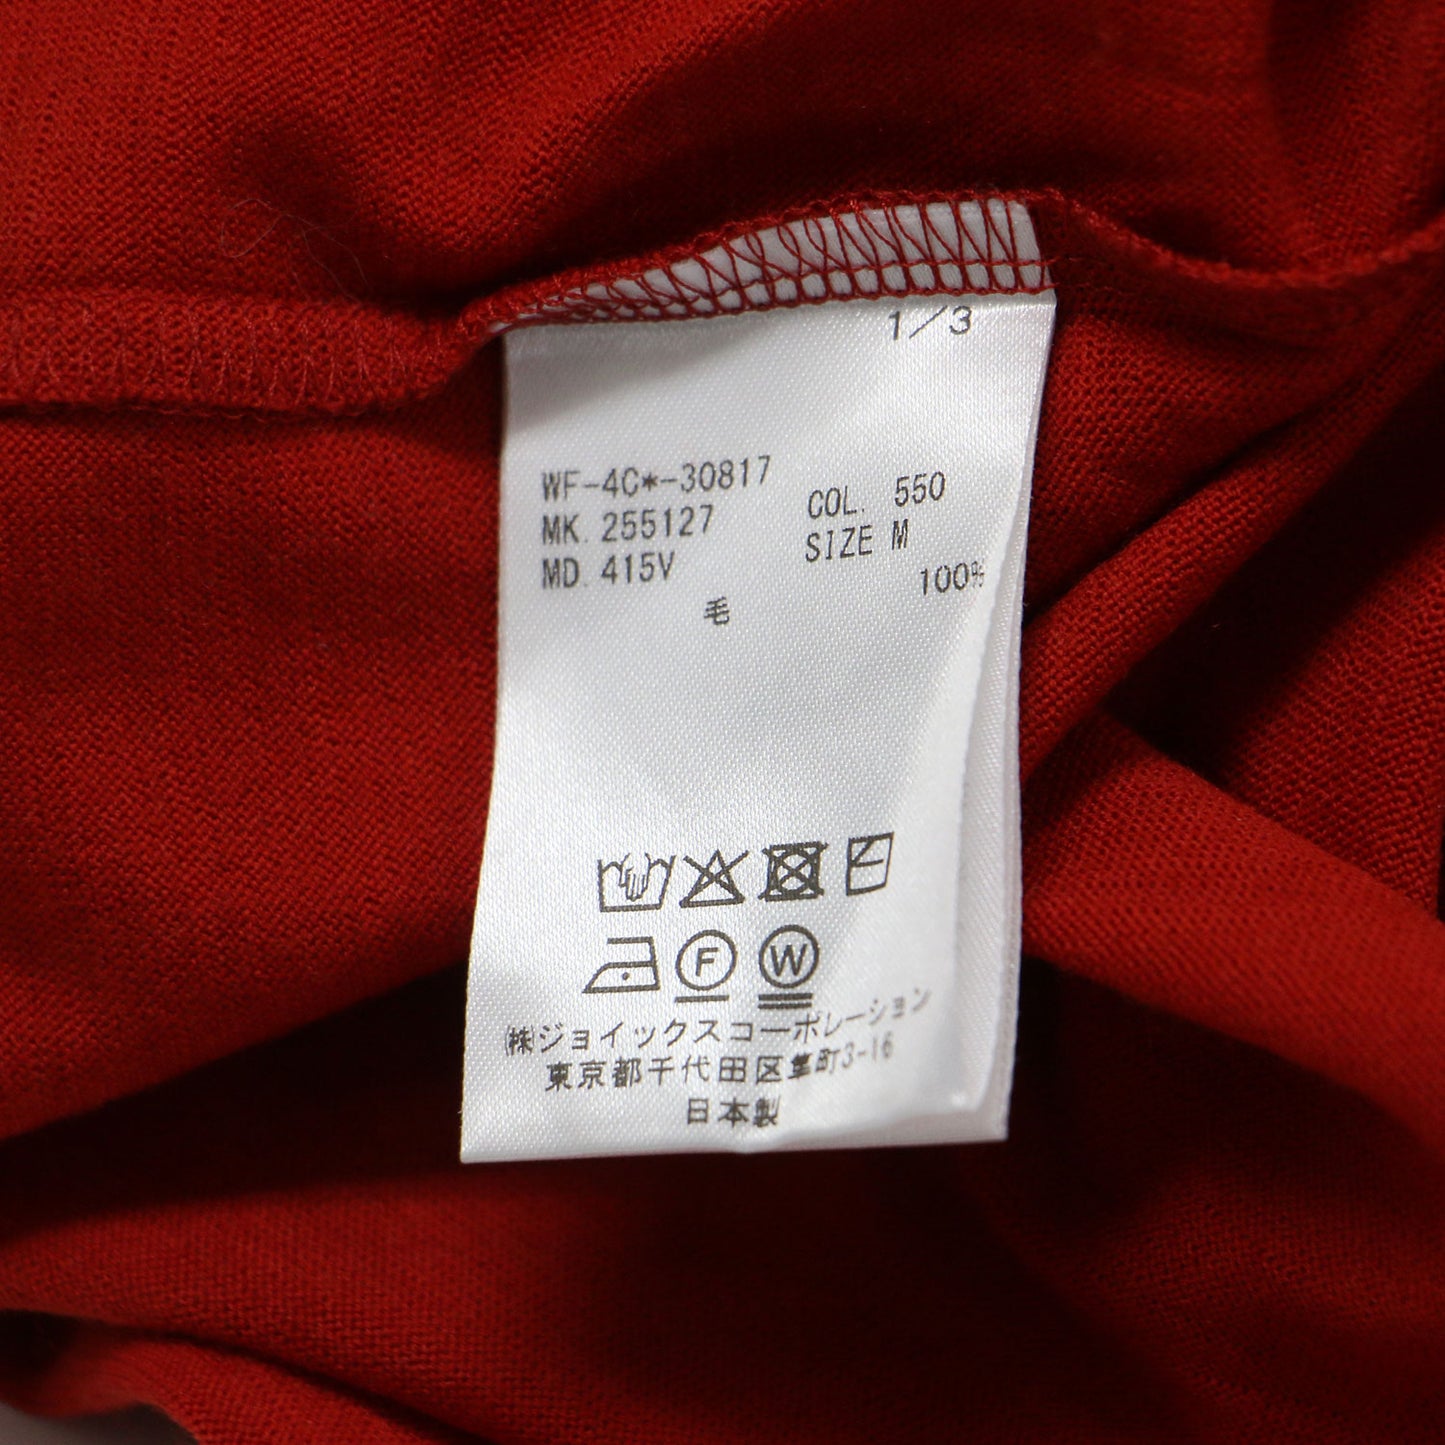 1/3
WF-4C*-30817
MK. 255127 COL. 550
MD. 415V SIZE M
毛 100%
F W
(株)ジョイックスコーポレーション
東京都千代田区隼町3-16
日本製